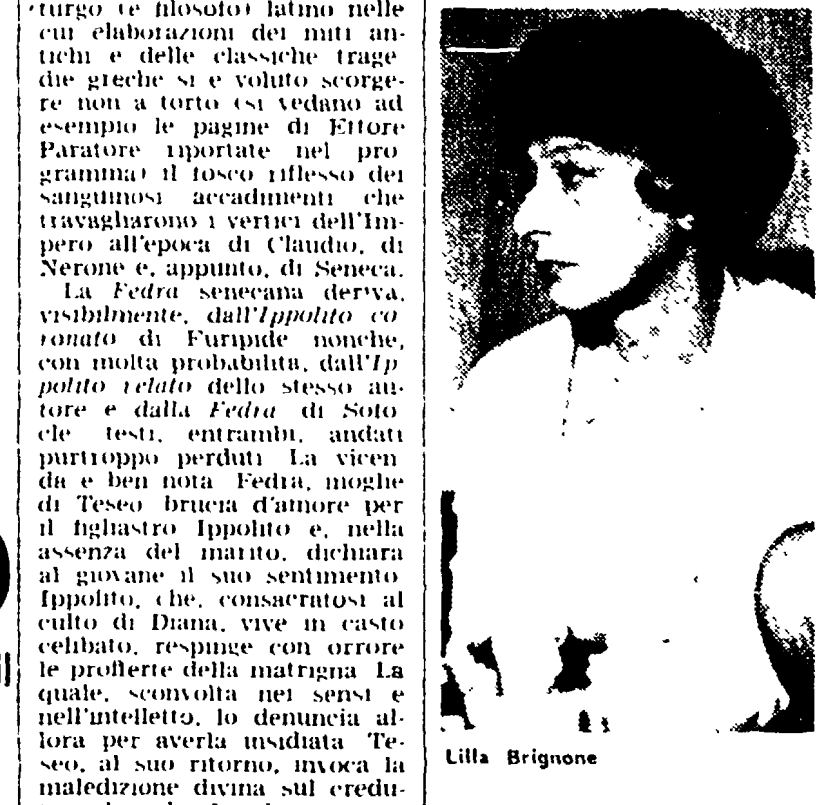 turgo (e filosofo) latino nelle
cui elaborazioni dei miti an-
tichi e delle classiche trage
die greche si e voluto scorge-
re non a torto (si vedano ad
esempio le pagine di Ettore
Paratore riportate nel pro
gramma) il fosco riflesso dei
sanguinosi accadimenti che
travagliarono i vertici dell'Im-
pero all'epoca di Claudio, di
Nerone e, appunto, di Seneca.
La Fedra senecana deriva,
visibilmente, dall'Ippolito co
ronato di Euripide nonche,
con molta probabilita, dall'Ip
polito velato dello stesso au-
tore e dalla Fedra di Sofo
cle testi, entrambi, andati
purtroppo perduti La vicen
da e ben nota Fedra, moglie
di Teseo brucia d'amore per
il figliastro Ippolito e, nella
assenza del marito, dichiara
al giovane il suo sentimento
Ippolito, che, consacratosi al
culto di Diana, vive in casto
celibato, respinge con orrore
le profferte della matrigna La
quale, sconvolta nei sensi e
nell'intelletto, lo denuncia al-
lora per averla insidiata Te-
seo, al suo ritorno, invoca la
maledizione divina sul credu-
il
Lilla Brignone